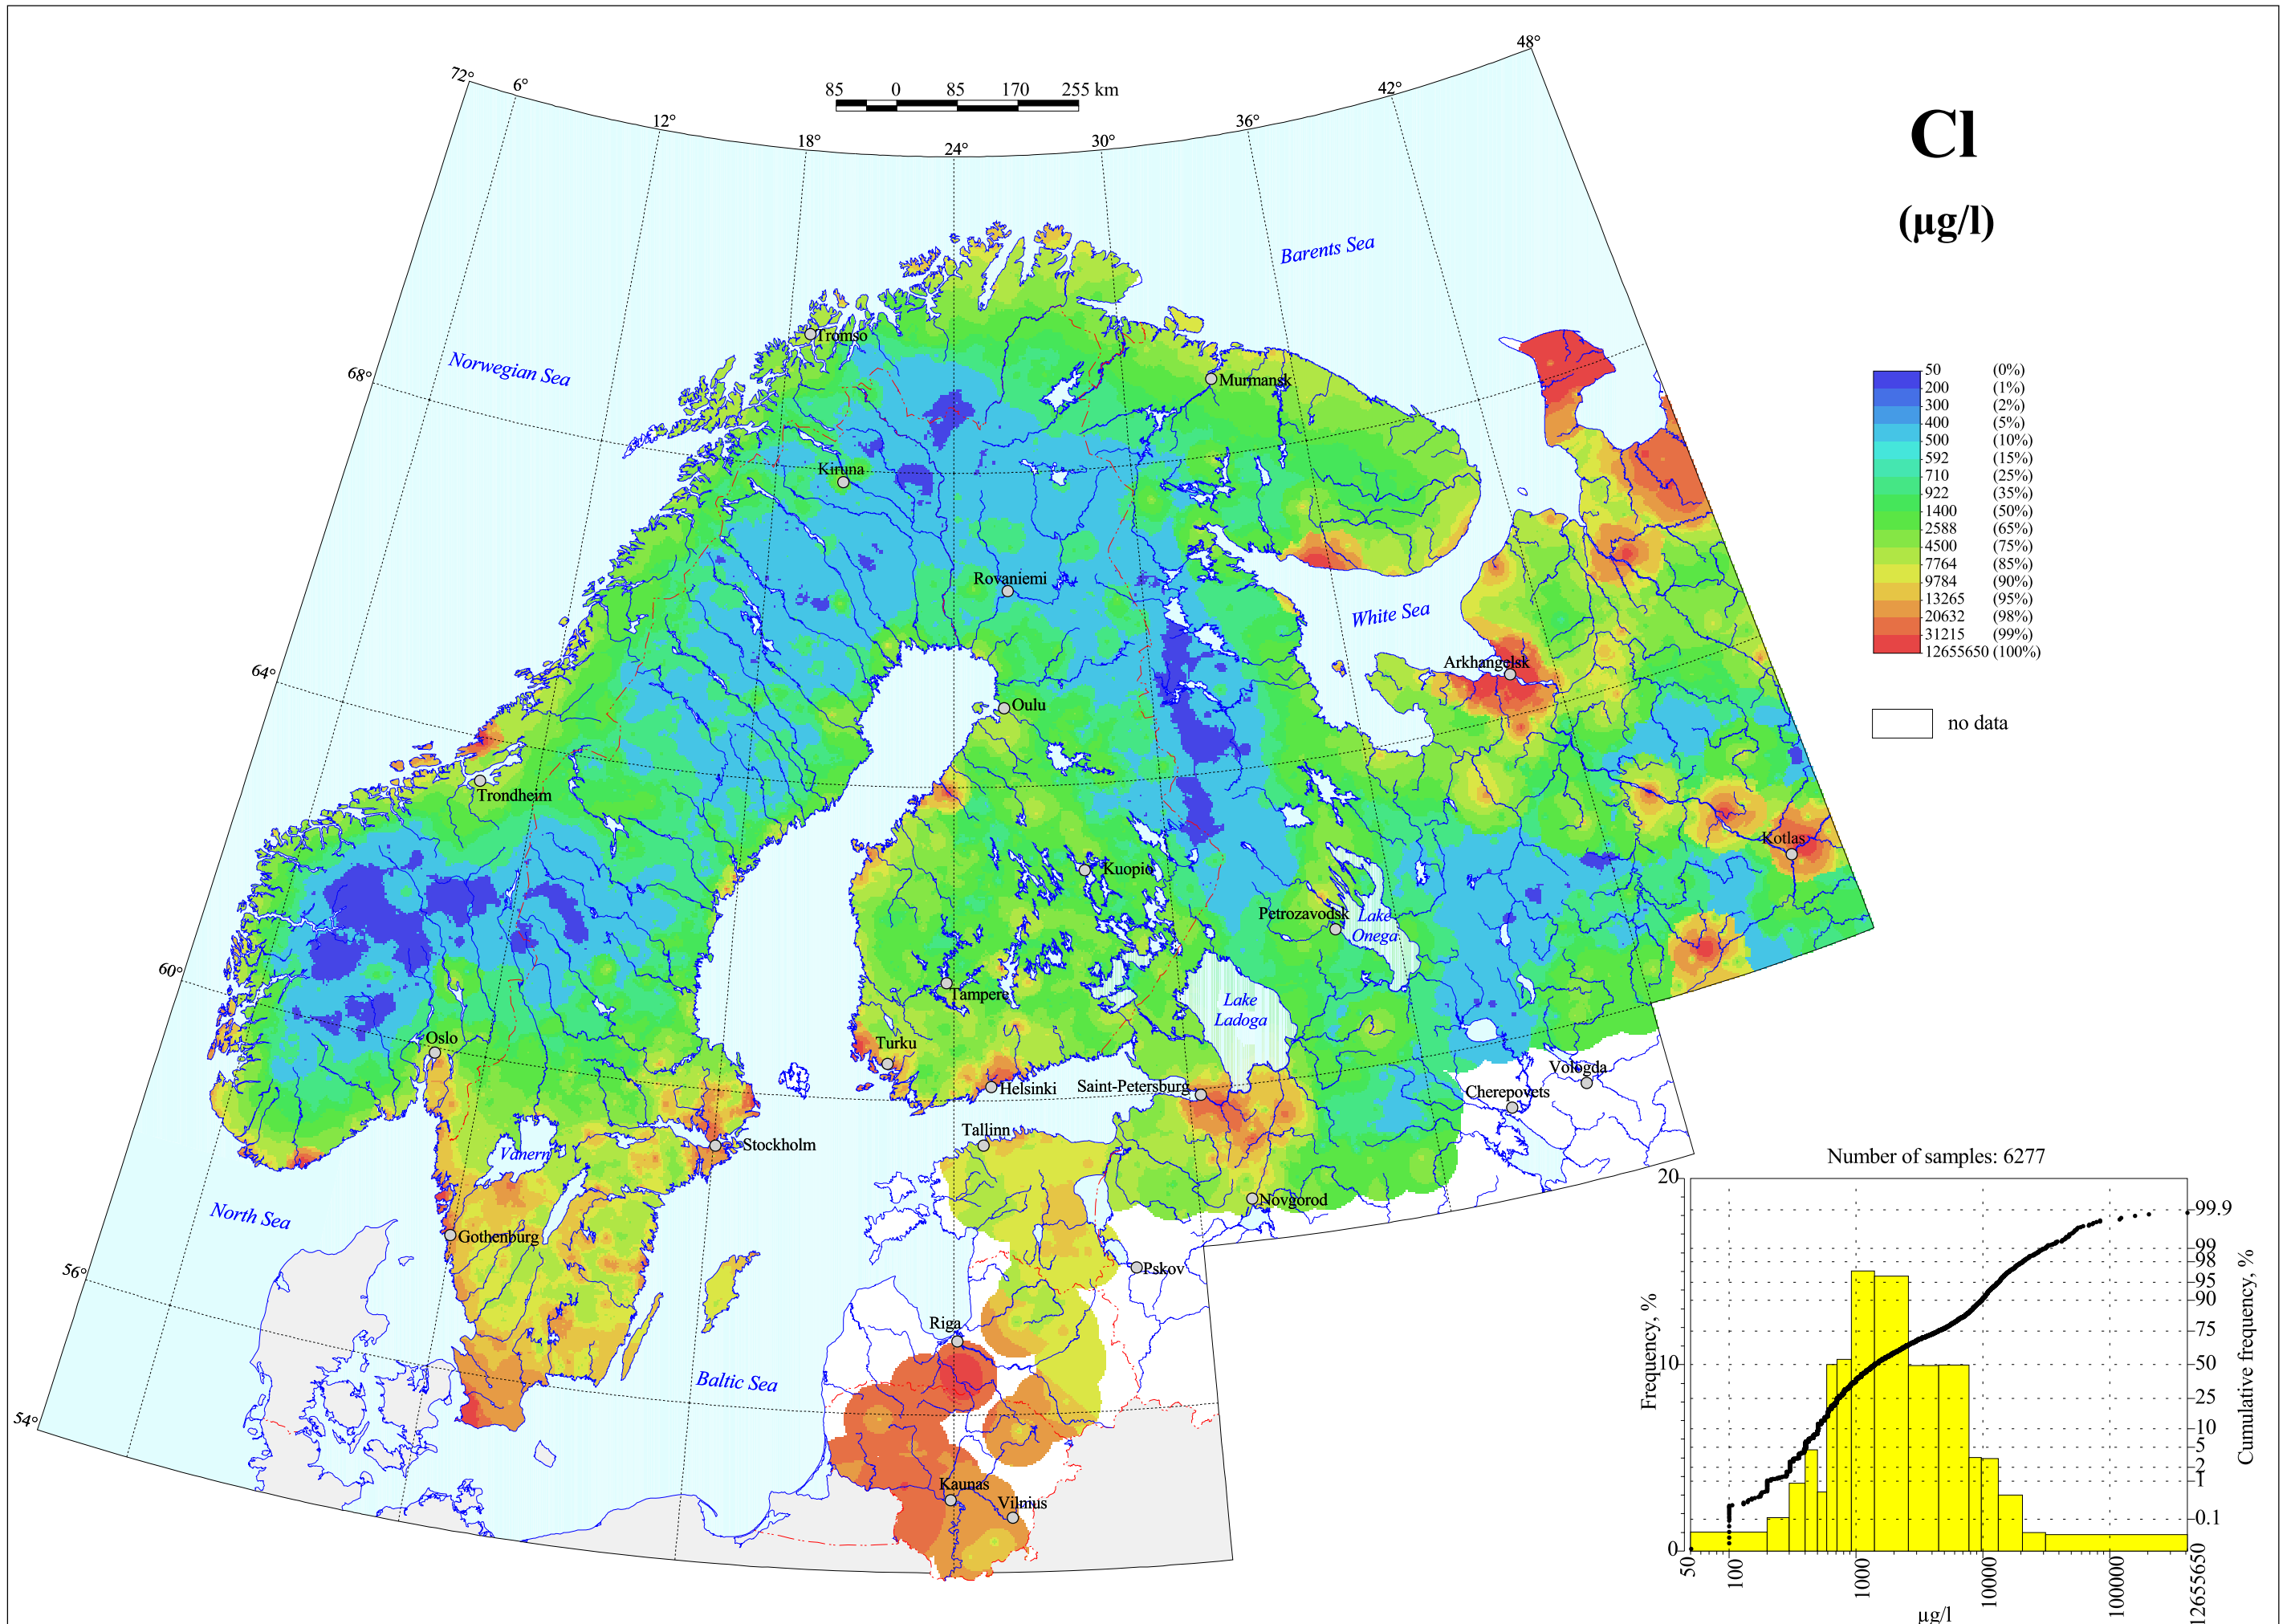 Cl
(µg/l)
72°
6°
12°
18°
24°
30°
36°
42°
48°
85 0 85 170 255 km
Barents Sea
Norwegian Sea
Tromso
Murmansk
68°
Kiruna
Rovaniemi
White Sea
64°
Arkhangelsk
Oulu
Trondheim
Kotlas
Kuopio
Petrozavodsk
Lake
Onega
60°
Tampere
Lake
Ladoga
Oslo
Turku
Helsinki
Saint-Petersburg
Vologda
Cherepovets
Tallinn
Stockholm
Vanern
Novgorod
North Sea
Gothenburg
56°
Pskov
Riga
Baltic Sea
54°
Kaunas
Vilnius
50 (0%)
200 (1%)
300 (2%)
400 (5%)
500 (10%)
592 (15%)
710 (25%)
922 (35%)
1400 (50%)
2588 (65%)
4500 (75%)
7764 (85%)
9784 (90%)
13265 (95%)
20632 (98%)
31215 (99%)
12655650 (100%)
no data
Number of samples: 6277
20
10
0
Frequency, %
99.9
99
98
95
90
75
50
25
10
5
2
1
0.1
Cumulative frequency, %
50
100
1000
10000
100000
12655650
µg/l